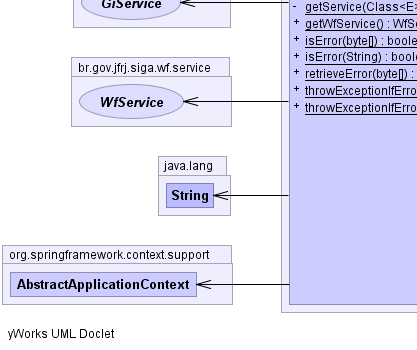 GiService
- getService(Class<E>
+ getWfService() : WfSe
+ isError(byte[]) : boole
+ isError(String) : boole
+ retrieveError(byte[]) :
+ throwExceptionIfErro
+ throwExceptionIfErro
br.gov.jfrj.siga.wf.service
WfService
java.lang
String
org.springframework.context.support
AbstractApplicationContext
yWorks UML Doclet